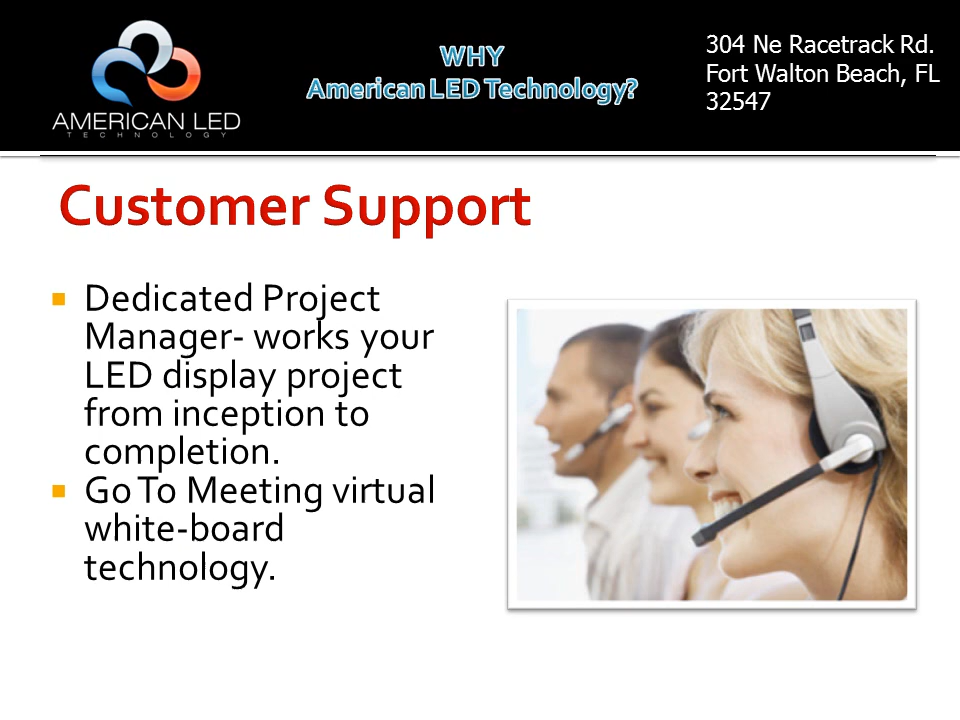 AMERICAN LED
TECHNOLOGY
WHY
American LED Technology?
304 Ne Racetrack Rd.
Fort Walton Beach, FL
32547
Customer Support
Dedicated Project
Manager- works your
LED display project
from inception to
completion.
Go To Meeting virtual
white-board
technology.